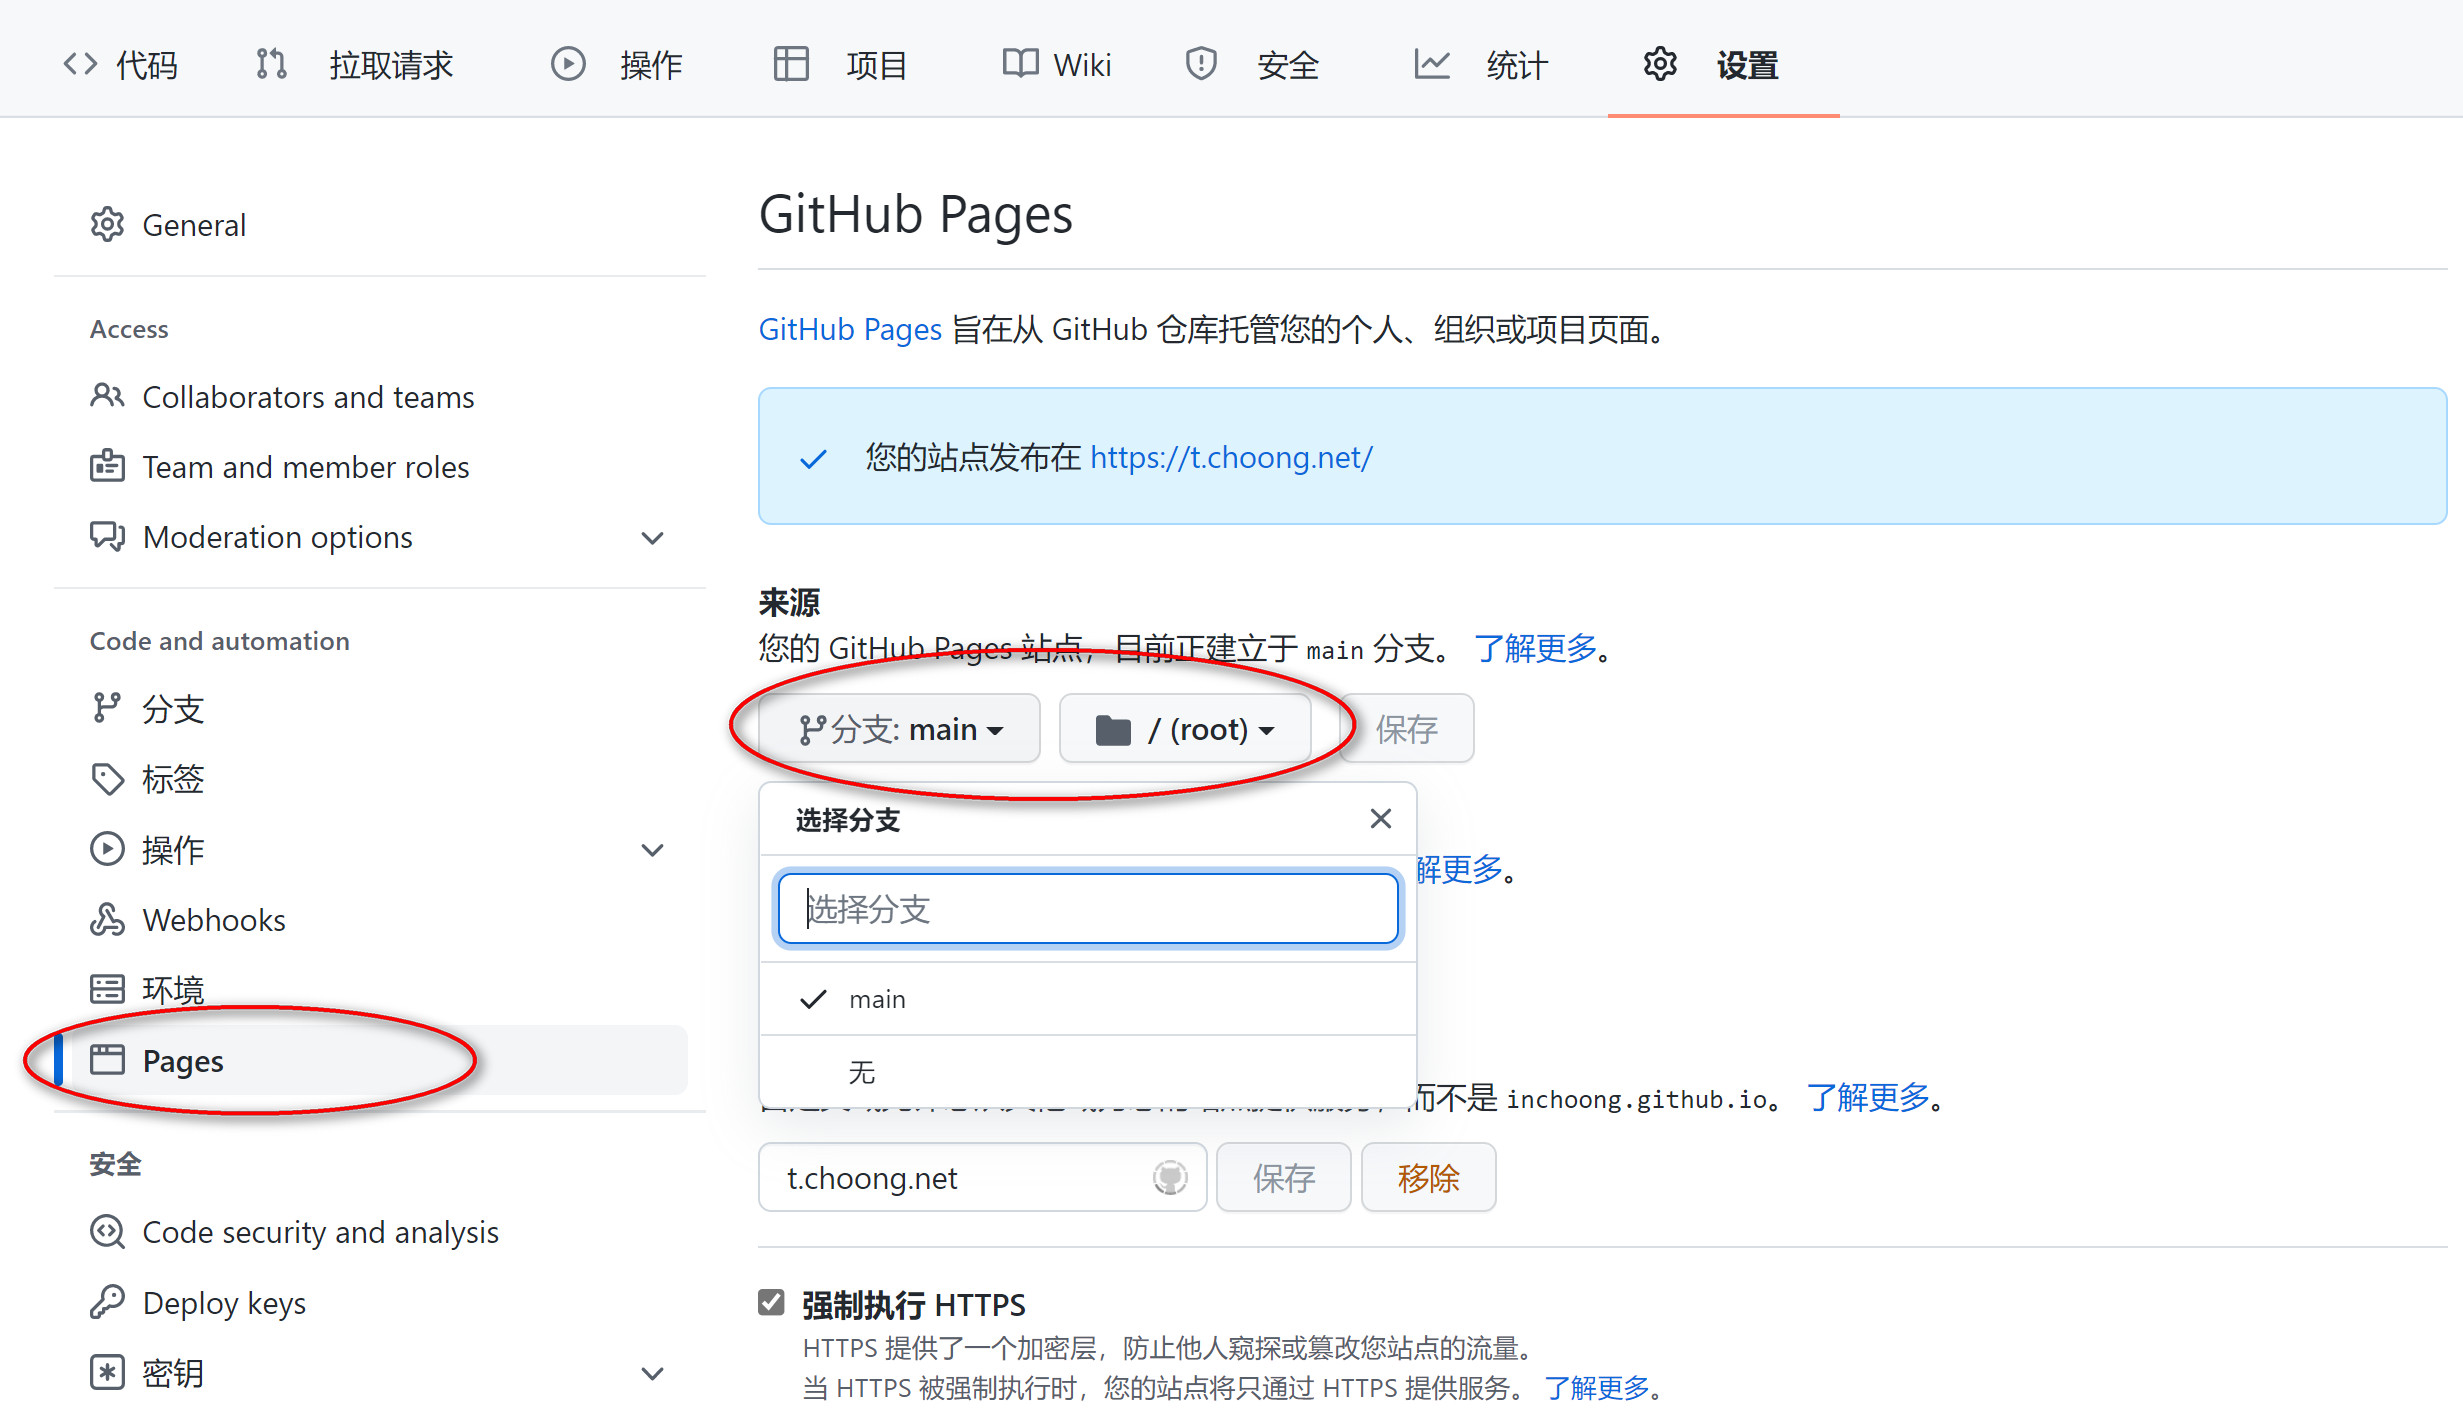 代码 拉取请求 操作 项目 Wiki 安全 统计 设置
General
Access
Collaborators and teams
Team and member roles
Moderation options
Code and automation
分支
标签
操作
Webhooks
环境
Pages
安全
Code security and analysis
Deploy keys
密钥
GitHub Pages
GitHub Pages 旨在从 GitHub 仓库托管您的个人、组织或项目页面。
您的站点发布在 https://t.choong.net/
来源
您的 GitHub Pages 站点，目前正建立于 main 分支。 了解更多。
分支: main / (root) 保存
选择分支
解更多。
选择分支
main
无
而不是 inchoong.github.io。 了解更多。
t.choong.net 保存 移除
强制执行 HTTPS
HTTPS 提供了一个加密层，防止他人窥探或篡改您站点的流量。
当 HTTPS 被强制执行时，您的站点将只通过 HTTPS 提供服务。 了解更多。